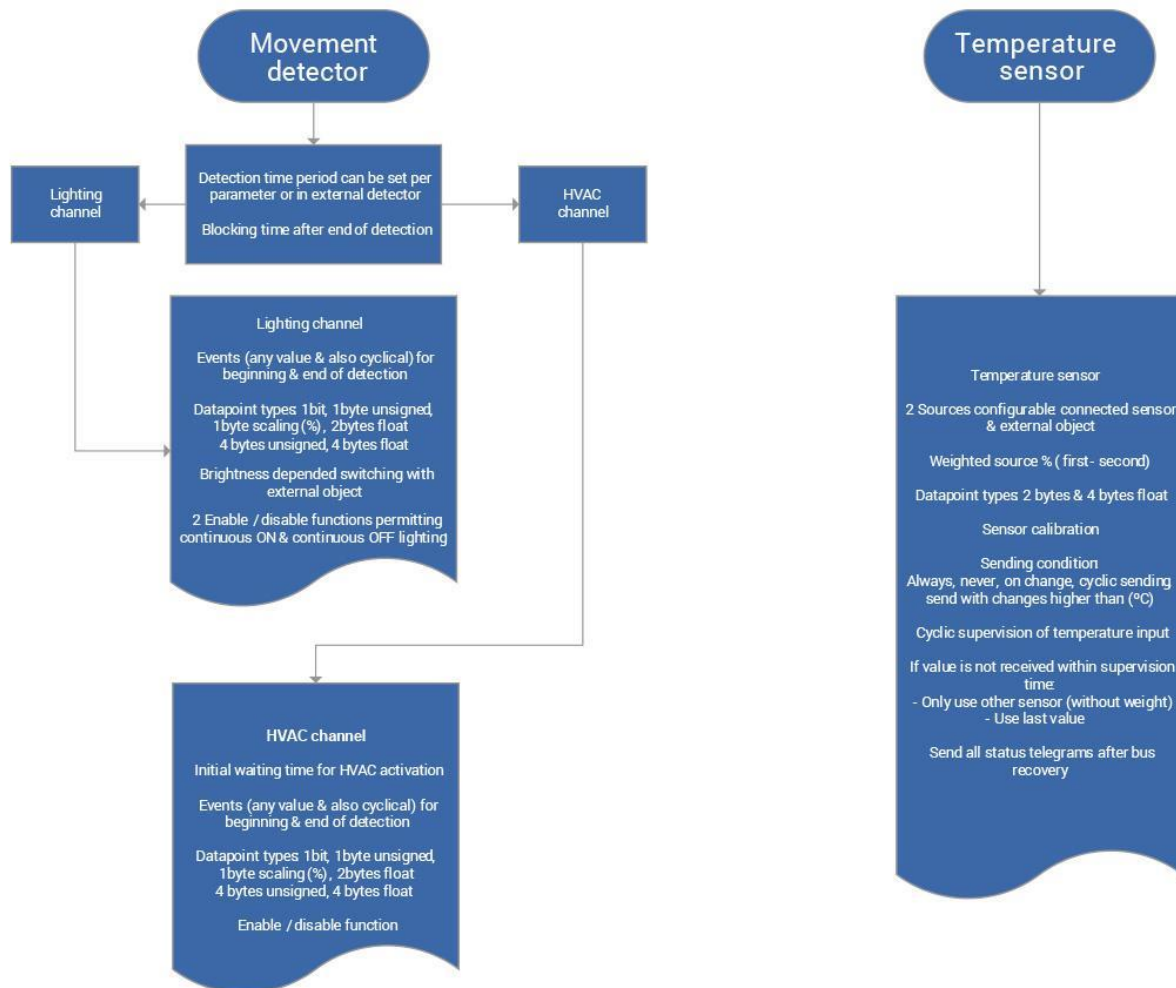 Movement
detector
Detection time period can be set per
parameter or in external detector
Blocking time after end of detection
Lighting
channel
HVAC
channel
Lighting channel
Events (any value & also cyclical) for
beginning & end of detection
Datapoint types: 1bit, 1byte unsigned,
1byte scaling (%), 2bytes float
4 bytes unsigned, 4 bytes float
Brightness depended switching with
external object
2 Enable / disable functions permitting
continuous ON & continuous OFF lighting
HVAC channel
Initial waiting time for HVAC activation
Events (any value & also cyclical) for
beginning & end of detection
Datapoint types: 1bit, 1byte unsigned,
1byte scaling (%), 2bytes float
4 bytes unsigned, 4 bytes float
Enable / disable function
Temperature
sensor
Temperature sensor
2 Sources configurable: connected sensor
& external object
Weighted source % ( first- second)
Datapoint types: 2 bytes & 4 bytes float
Sensor calibration
Sending condition:
Always, never, on change, cyclic sending
send with changes higher than (ºC)
Cyclic supervision of temperature input
If value is not received within supervision
time:
- Only use other sensor (without weight)
- Use last value
Send all status telegrams after bus
recovery